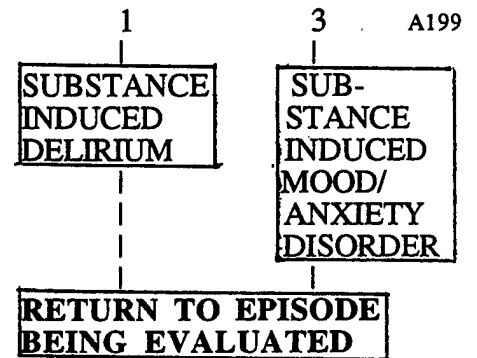 1 3 A199
SUBSTANCE
INDUCED
DELIRIUM
SUB-
STANCE
INDUCED
MOOD/
ANXIETY
DISORDER
RETURN TO EPISODE
BEING EVALUATED